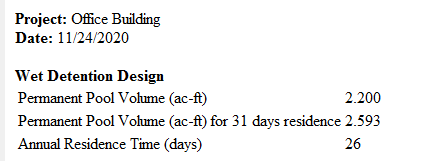 Project: Office Building
Date: 11/24/2020
Wet Detention Design
Permanent Pool Volume (ac-ft) 2.200
Permanent Pool Volume (ac-ft) for 31 days residence 2.593
Annual Residence Time (days) 26